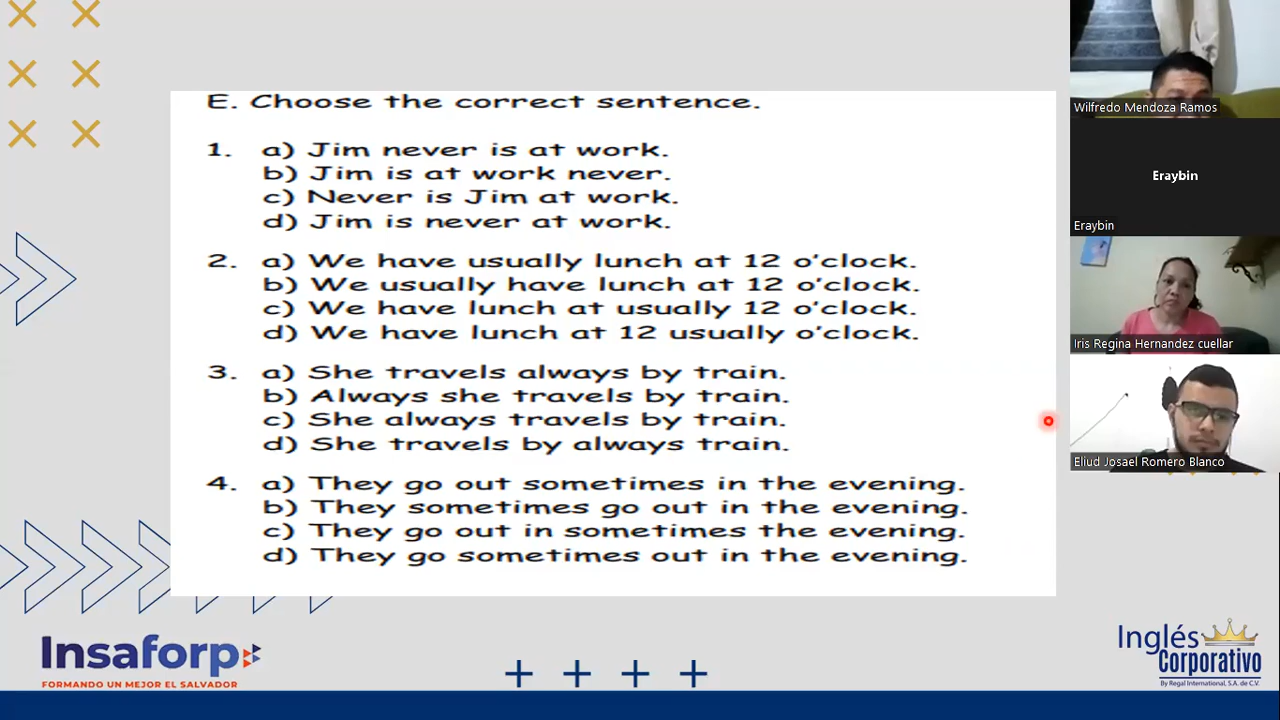 E. Choose the correct sentence.
1. a) Jim never is at work.
b) Jim is at work never.
c) Never is Jim at work.
d) Jim is never at work.
2. a) We have usually lunch at 12 o'clock.
b) We usually have lunch at 12 o'clock.
c) We have lunch at usually 12 o'clock.
d) We have lunch at 12 usually o'clock.
3. a) She travels always by train.
b) Always she travels by train.
c) She always travels by train.
d) She travels by always train.
4. a) They go out sometimes in the evening.
b) They sometimes go out in the evening.
c) They go out in sometimes the evening.
d) They go sometimes out in the evening.
Insaforp
FORMANDO UN MEJOR EL SALVADOR
Inglés
Corporativo
By Regal International, S.A. de C.V.
Wilfredo Mendoza Ramos
Eraybin
Eraybin
Iris Regina Hernandez cuellar
Eliud Josael Romero Blanco